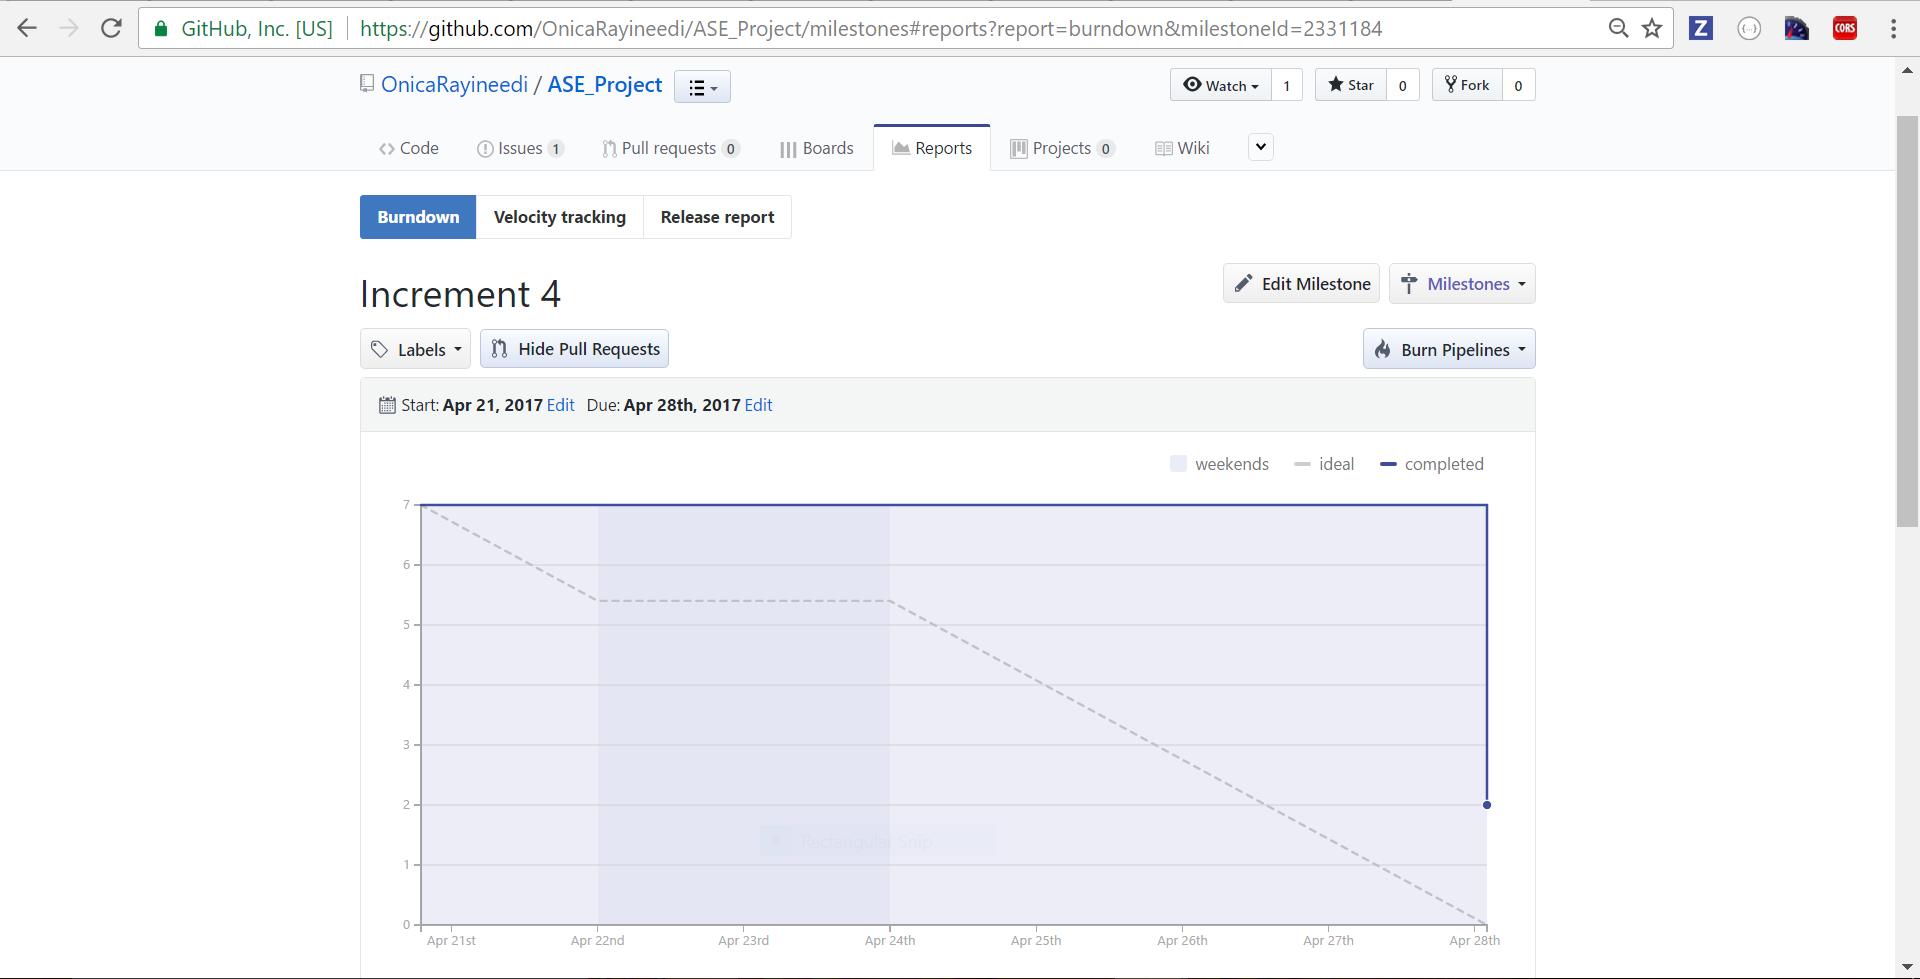 GitHub, Inc. [US] https://github.com/OnicaRayineedi/ASE_Project/milestones#reports?report=burndown&milestoneId=2331184 Z {···} CORS
OnicaRayineedi / ASE_Project Watch 1 Star 0 Fork 0
Code Issues 1 Pull requests 0 Boards Reports Projects 0 Wiki
Burndown Velocity tracking Release report
Increment 4 Edit Milestone Milestones
Labels Hide Pull Requests Burn Pipelines
Start: Apr 21, 2017 Edit Due: Apr 28th, 2017 Edit
weekends ideal completed
7
6
5
4
3
2
Rectangular Snip
1
0
Apr 21st Apr 22nd Apr 23rd Apr 24th Apr 25th Apr 26th Apr 27th Apr 28th